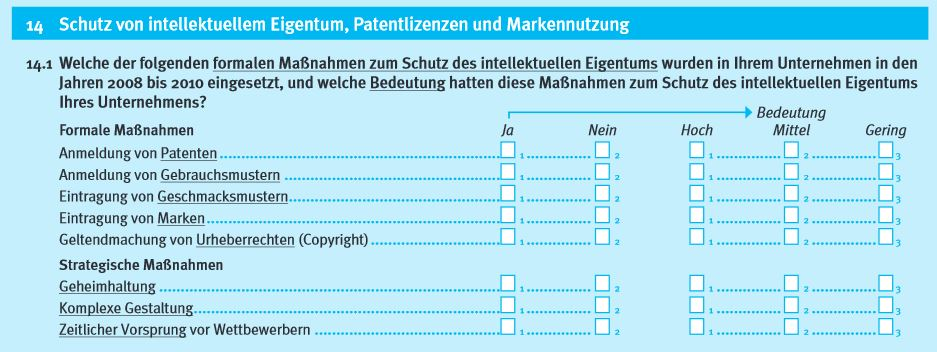 14 Schutz von intellektuellem Eigentum, Patentlizenzen und Markennutzung
14.1 Welche der folgenden formalen Maßnahmen zum Schutz des intellektuellen Eigentums wurden in Ihrem Unternehmen in den
Jahren 2008 bis 2010 eingesetzt, und welche Bedeutung hatten diese Maßnahmen zum Schutz des intellektuellen Eigentums
Ihres Unternehmens?
Bedeutung
Formale Maßnahmen Ja Nein Hoch Mittel Gering
Anmeldung von Patenten 1 2 1 2 3
Anmeldung von Gebrauchsmustern 1 2 1 2 3
Eintragung von Geschmacksmustern 1 2 1 2 3
Eintragung von Marken 1 2 1 2 3
Geltendmachung von Urheberrechten (Copyright) 1 2 1 2 3
Strategische Maßnahmen
Geheimhaltung 1 2 1 2 3
Komplexe Gestaltung 1 2 1 2 3
Zeitlicher Vorsprung vor Wettbewerbern 1 2 1 2 3